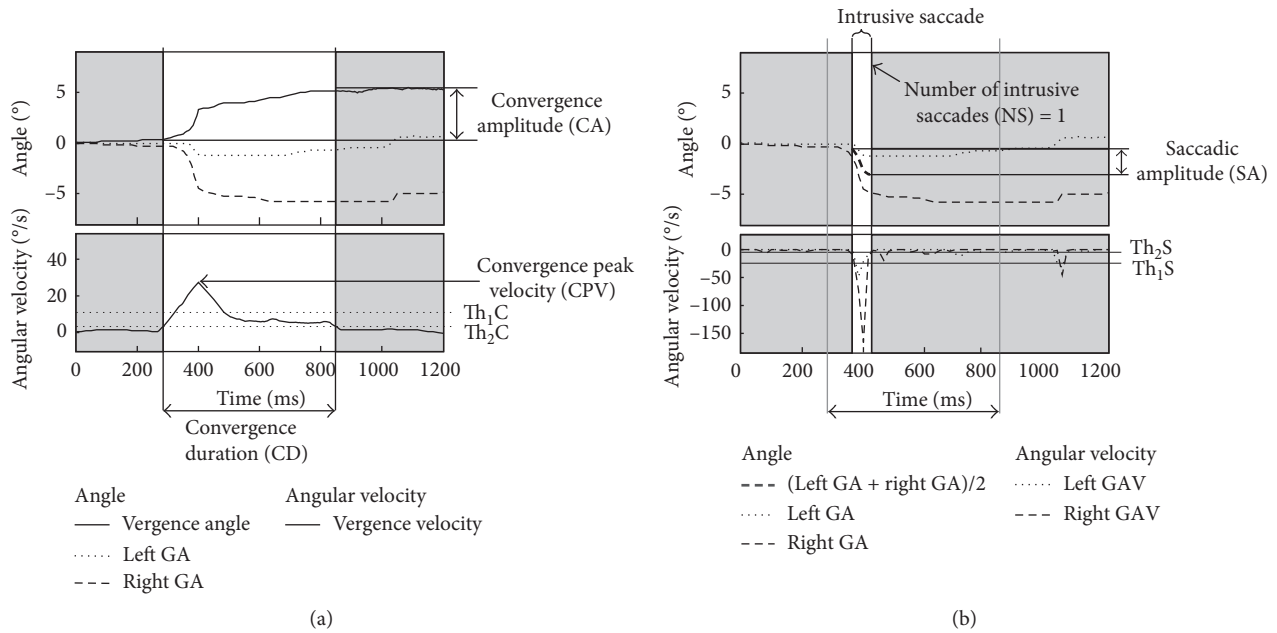 5
0
−5
Angle (°)
Convergence
amplitude (CA)
40
20
0
Angular velocity (°/s)
Convergence peak
velocity (CPV)
Th₁C
Th₂C
0 200 400 600 800 1000 1200
Time (ms)
Convergence
duration (CD)
Angle
Vergence angle
Left GA
Right GA
Angular velocity
Vergence velocity
(a)
Intrusive saccade
Number of intrusive
saccades (NS) = 1
5
0
−5
Angle (°)
Saccadic
amplitude (SA)
0
−50
−100
−150
Angular velocity (°/s)
Th₂S
Th₁S
0 200 400 600 800 1000 1200
Time (ms)
Angle
(Left GA + right GA)/2
Left GA
Right GA
Angular velocity
Left GAV
Right GAV
(b)